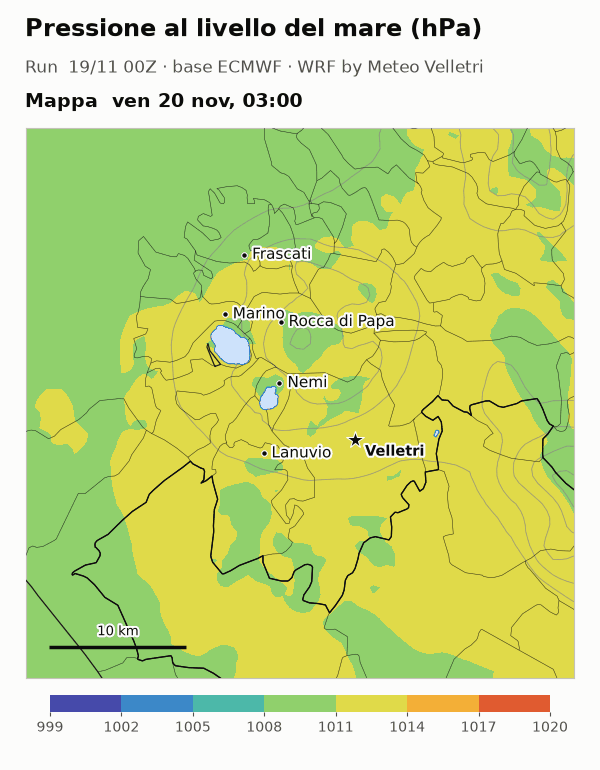 Pressione al livello del mare (hPa)
Run  19/11 00Z · base ECMWF · WRF by Meteo Velletri
Mappa  ven 20 nov, 03:00
Frascati
Marino
Rocca di Papa
Nemi
Velletri
Lanuvio
10 km
999 1002 1005 1008 1011 1014 1017 1020